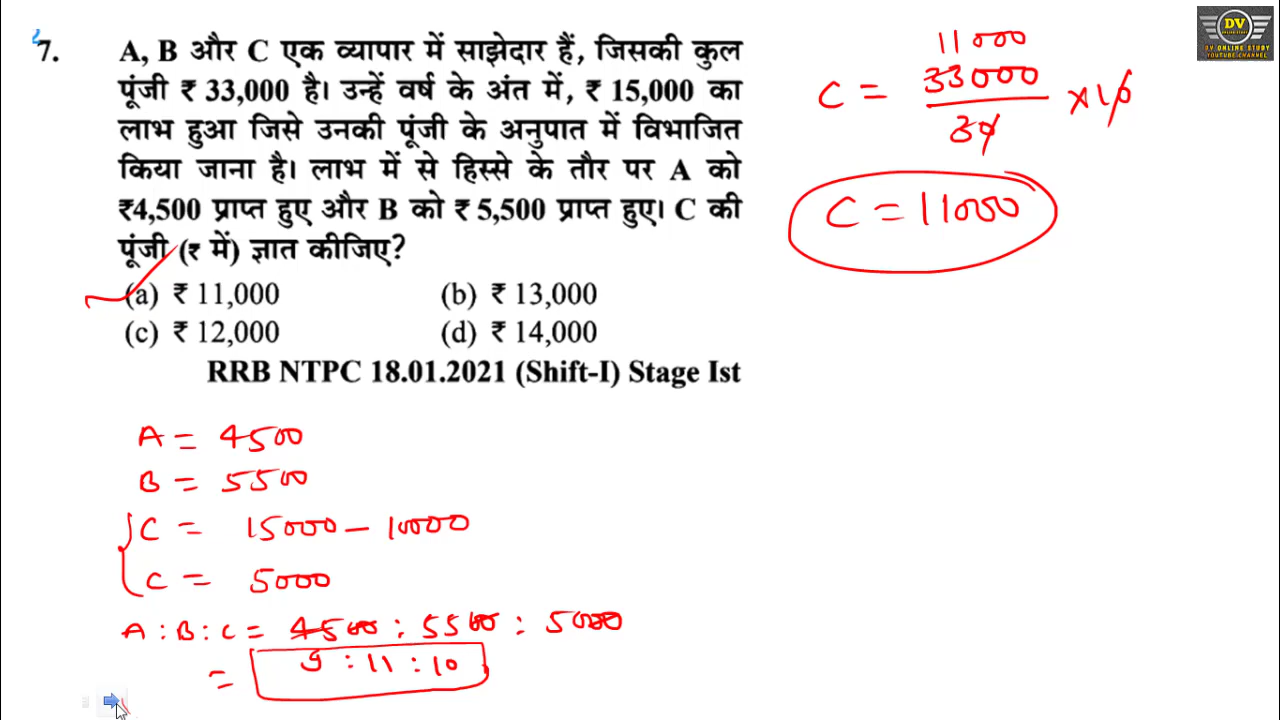 7. A, B और C एक व्यापार में साझेदार हैं, जिसकी कुल
पूंजी ₹ 33,000 है। उन्हें वर्ष के अंत में, ₹ 15,000 का
लाभ हुआ जिसे उनकी पूंजी के अनुपात में विभाजित
किया जाना है। लाभ में से हिस्से के तौर पर A को
₹4,500 प्राप्त हुए और B को ₹ 5,500 प्राप्त हुए। C की
पूंजी (₹ में) ज्ञात कीजिए?
(a) ₹ 11,000 (b) ₹ 13,000
(c) ₹ 12,000 (d) ₹ 14,000
RRB NTPC 18.01.2021 (Shift-I) Stage Ist
A = 4500
B = 5500
C = 15000 - 10000
C = 5000
A : B : C = 4500 : 5500 : 5000
= 9 : 11 : 10
11000
C = 33000 / 30 × 10
C = 11000
DV
DV ONLINE STUDY
YOUTUBE CHANNEL